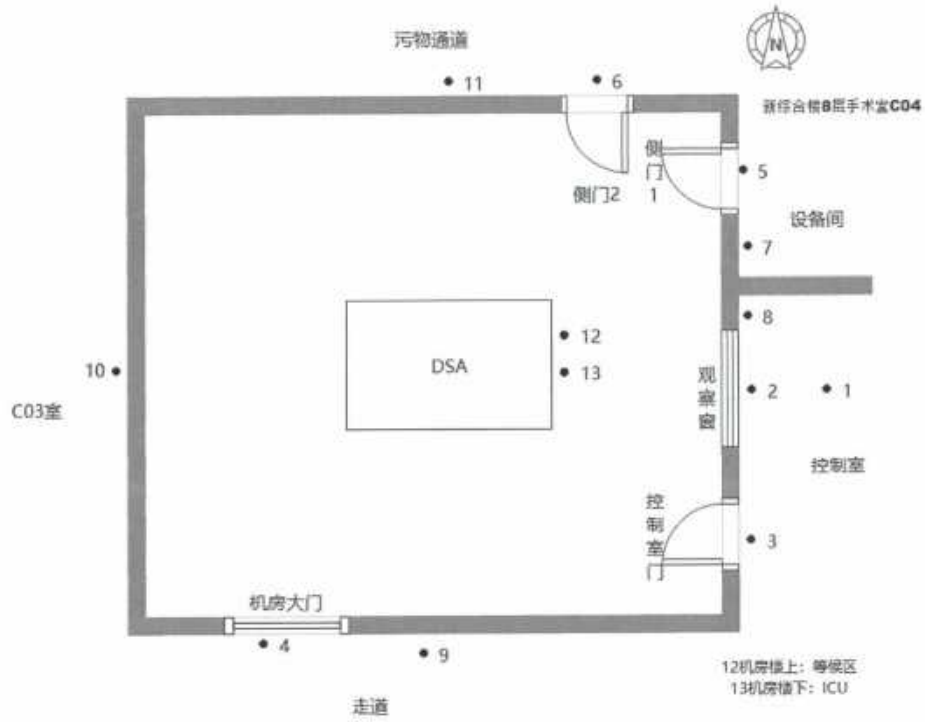 污物通道
N
11
6
新综合楼8层手术室C04
侧门1
5
侧门2
设备间
7
8
12
DSA
13
10
观察窗
2
1
C03室
控制室
控制室门
3
机房大门
4
9
12机房楼上：等候区
13机房楼下：ICU
走道